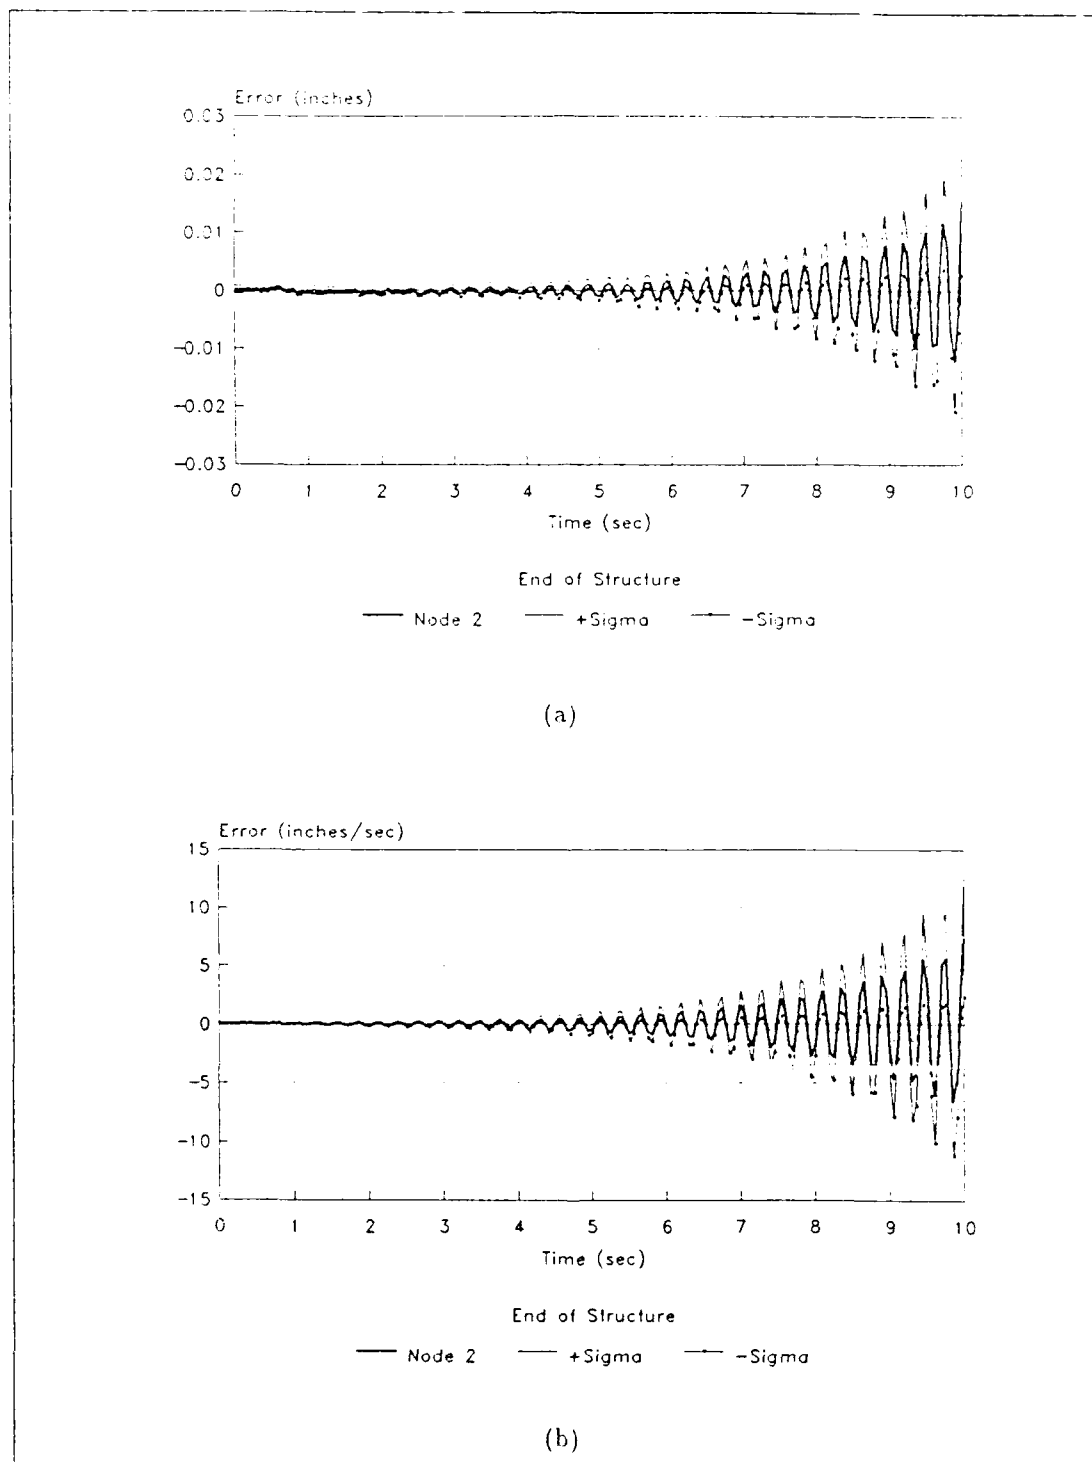 Error (inches)
0.03
0.02
0.01
0
-0.01
-0.02
-0.03
0 1 2 3 4 5 6 7 8 9 10
Time (sec)
End of Structure
Node 2 +Sigma -Sigma
(a)
Error (inches/sec)
15
10
5
0
-5
-10
-15
0 1 2 3 4 5 6 7 8 9 10
Time (sec)
End of Structure
Node 2 +Sigma -Sigma
(b)